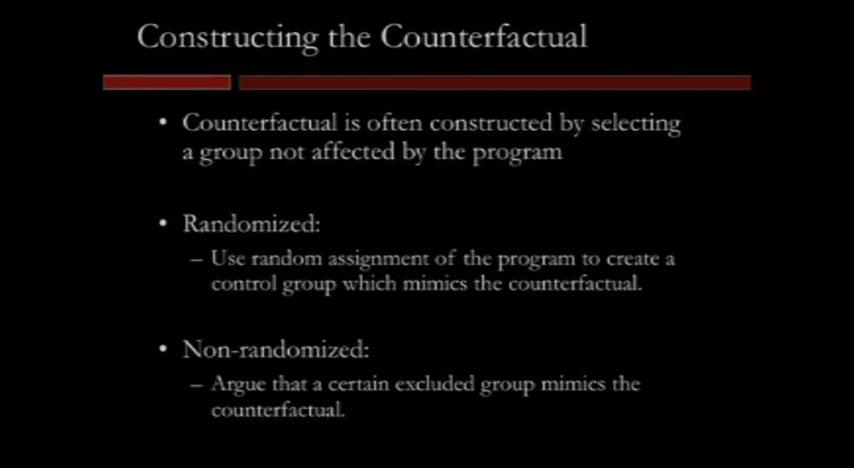 Constructing the Counterfactual
• Counterfactual is often constructed by selecting
a group not affected by the program
• Randomized:
– Use random assignment of the program to create a
control group which mimics the counterfactual.
• Non-randomized:
– Argue that a certain excluded group mimics the
counterfactual.